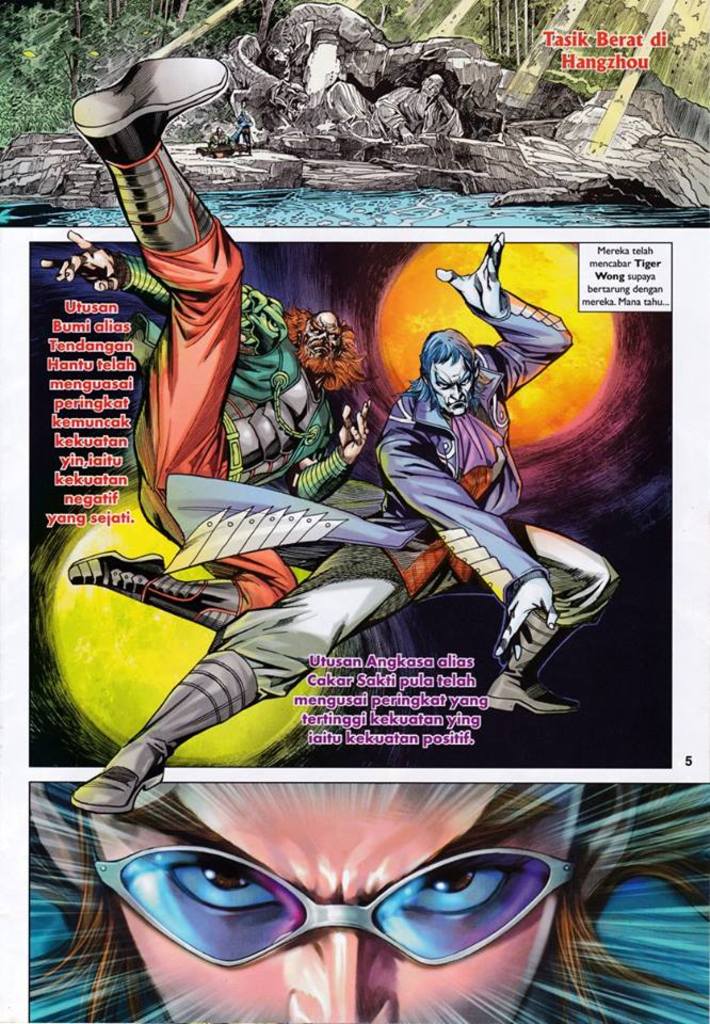 Tasik Berat di
Hangzhou
Mereka telah
mencabar Tiger
Wong supaya
bertarung dengan
mereka. Mana tahu...
Utusan
Bumi alias
Tendangan
Hantu telah
menguasai
peringkat
kemuncak
kekuatan
yin,iaitu
kekuatan
negatif
yang sejati.
Utusan Angkasa alias
Cakar Sakti pula telah
mengusai peringkat yang
tertinggi kekuatan ying
iaitu kekuatan positif.
5